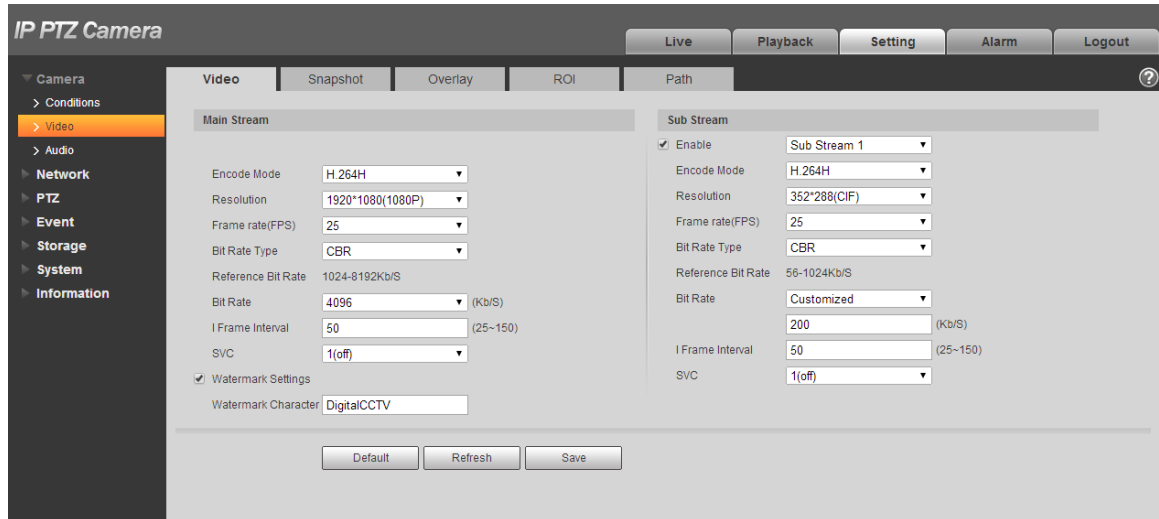 IP PTZ Camera
Live
Playback
Setting
Alarm
Logout
Camera
Conditions
Video
Audio
Network
PTZ
Event
Storage
System
Information
Video
Snapshot
Overlay
ROI
Path
?
Main Stream
Encode Mode H.264H
Resolution 1920*1080(1080P)
Frame rate(FPS) 25
Bit Rate Type CBR
Reference Bit Rate 1024-8192Kb/S
Bit Rate 4096 (Kb/S)
I Frame Interval 50 (25~150)
SVC 1(off)
Watermark Settings
Watermark Character DigitalCCTV
Sub Stream
Enable Sub Stream 1
Encode Mode H.264H
Resolution 352*288(CIF)
Frame rate(FPS) 25
Bit Rate Type CBR
Reference Bit Rate 56-1024Kb/S
Bit Rate Customized
200 (Kb/S)
I Frame Interval 50 (25~150)
SVC 1(off)
Default
Refresh
Save